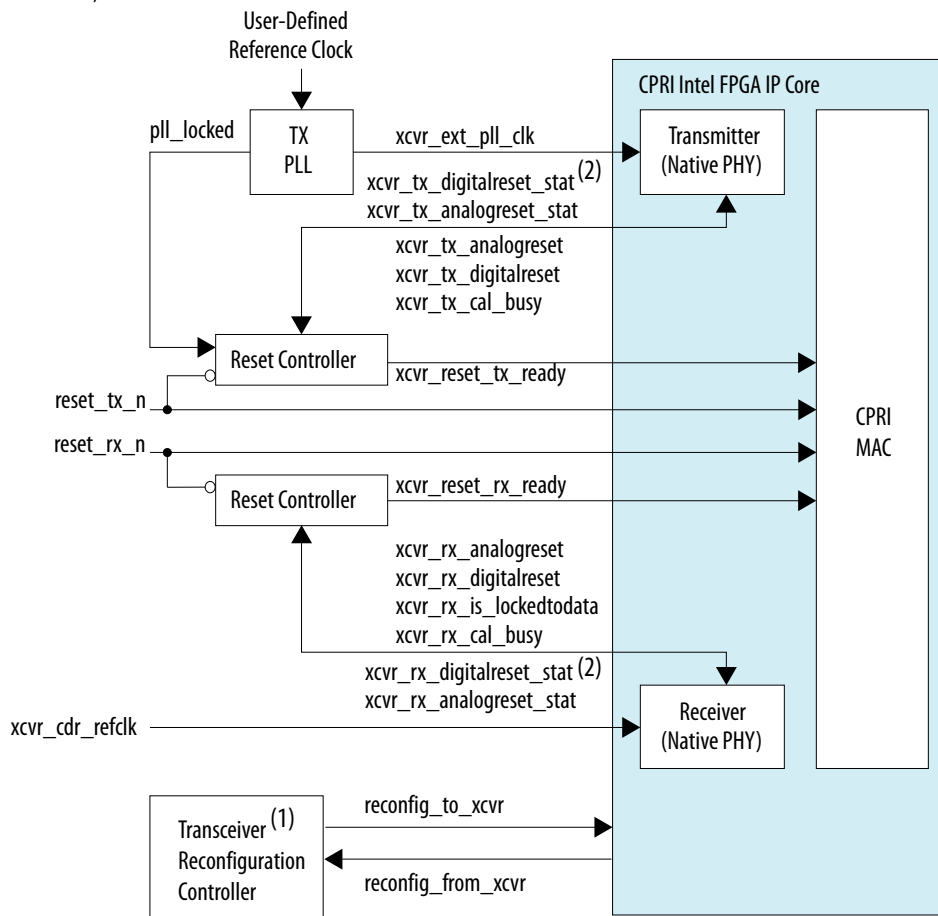 User-Defined
Reference Clock
CPRI Intel FPGA IP Core
pll_locked
TX
PLL
xcvr_ext_pll_clk
Transmitter
(Native PHY)
xcvr_tx_digitalreset_stat (2)
xcvr_tx_analogreset_stat
xcvr_tx_analogreset
xcvr_tx_digitalreset
xcvr_tx_cal_busy
Reset Controller
xcvr_reset_tx_ready
reset_tx_n
CPRI
MAC
reset_rx_n
Reset Controller
xcvr_reset_rx_ready
xcvr_rx_analogreset
xcvr_rx_digitalreset
xcvr_rx_is_lockedtodata
xcvr_rx_cal_busy
xcvr_rx_digitalreset_stat (2)
xcvr_rx_analogreset_stat
xcvr_cdr_refclk
Receiver
(Native PHY)
Transceiver (1)
Reconfiguration
Controller
reconfig_to_xcvr
reconfig_from_xcvr